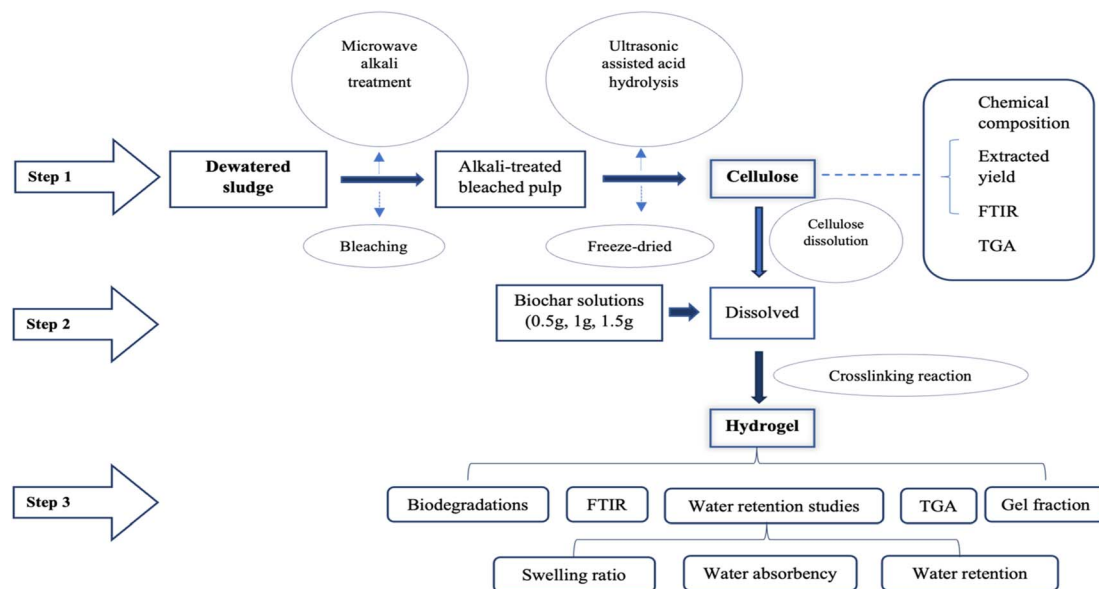 Microwave
alkali
treatment
Ultrasonic
assisted acid
hydrolysis
Chemical
composition
Extracted
yield
FTIR
TGA
Step 1
Dewatered
sludge
Alkali-treated
bleached pulp
Cellulose
Bleaching
Freeze-dried
Cellulose
dissolution
Step 2
Biochar solutions
(0.5g, 1g, 1.5g
Dissolved
Crosslinking reaction
Hydrogel
Step 3
Biodegradations
FTIR
Water retention studies
TGA
Gel fraction
Swelling ratio
Water absorbency
Water retention